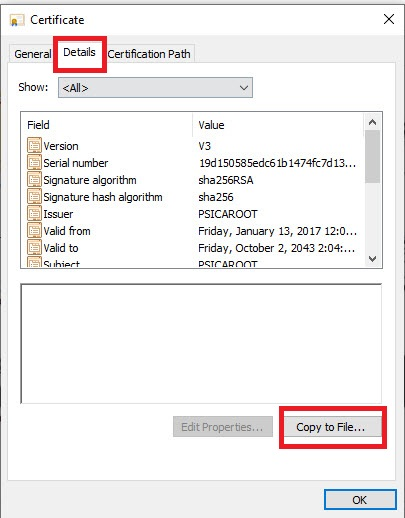 Certificate
General Details Certification Path
Show: <All>
Field Value
Version V3
Serial number 19d150585edc61b1474fc7d13...
Signature algorithm sha256RSA
Signature hash algorithm sha256
Issuer PSICAROOT
Valid from Friday, January 13, 2017 12:0...
Valid to Friday, October 2, 2043 2:04:...
Subject PSICAROOT
Edit Properties... Copy to File...
OK